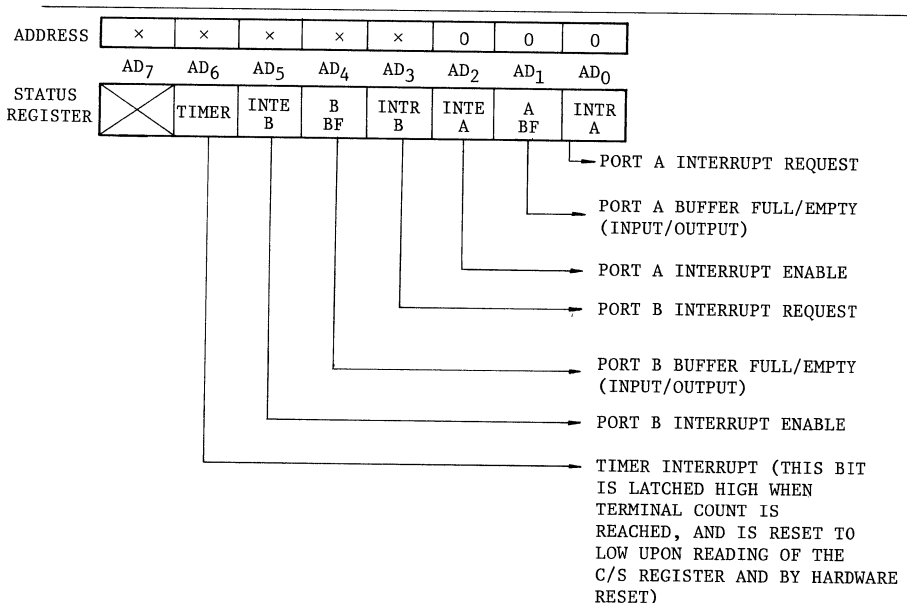 ADDRESS × × × × × 0 0 0
AD7 AD6 AD5 AD4 AD3 AD2 AD1 AD0
STATUS
REGISTER
TIMER
INTE
B
B
BF
INTR
B
INTE
A
A
BF
INTR
A
PORT A INTERRUPT REQUEST
PORT A BUFFER FULL/EMPTY
(INPUT/OUTPUT)
PORT A INTERRUPT ENABLE
PORT B INTERRUPT REQUEST
PORT B BUFFER FULL/EMPTY
(INPUT/OUTPUT)
PORT B INTERRUPT ENABLE
TIMER INTERRUPT (THIS BIT
IS LATCHED HIGH WHEN
TERMINAL COUNT IS
REACHED, AND IS RESET TO
LOW UPON READING OF THE
C/S REGISTER AND BY HARDWARE
RESET)